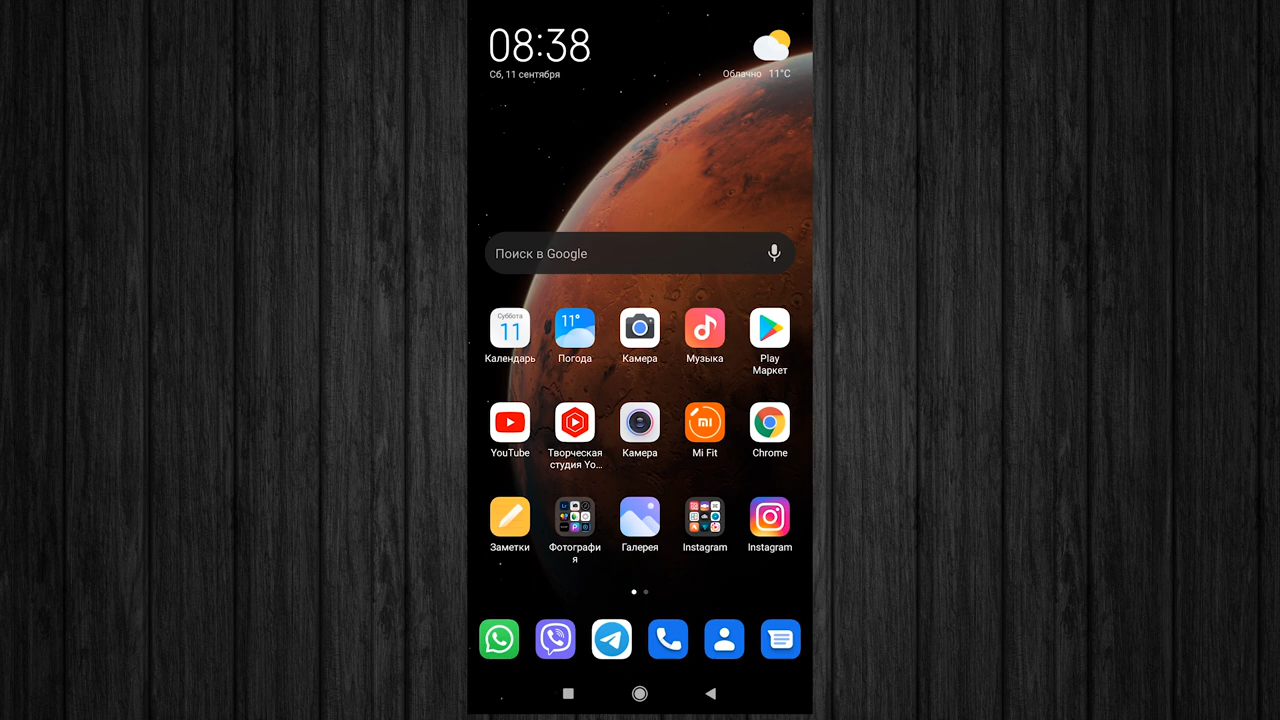 08:38
Сб, 11 сентября
Облачно 11°C
Поиск в Google
Суббота
11
11°
Календарь
Погода
Камера
Музыка
Play
Маркет
YouTube
Творческая
студия Yo...
Камера
mi
Mi Fit
Chrome
Заметки
Фотографи
я
Галерея
Instagram
Instagram